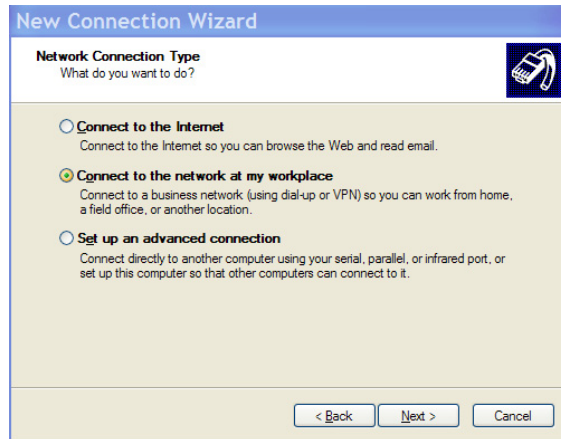 New Connection Wizard
Network Connection Type
What do you want to do?
Connect to the Internet
Connect to the Internet so you can browse the Web and read email.
Connect to the network at my workplace
Connect to a business network (using dial-up or VPN) so you can work from home,
a field office, or another location.
Set up an advanced connection
Connect directly to another computer using your serial, parallel, or infrared port, or
set up this computer so that other computers can connect to it.
< Back Next > Cancel